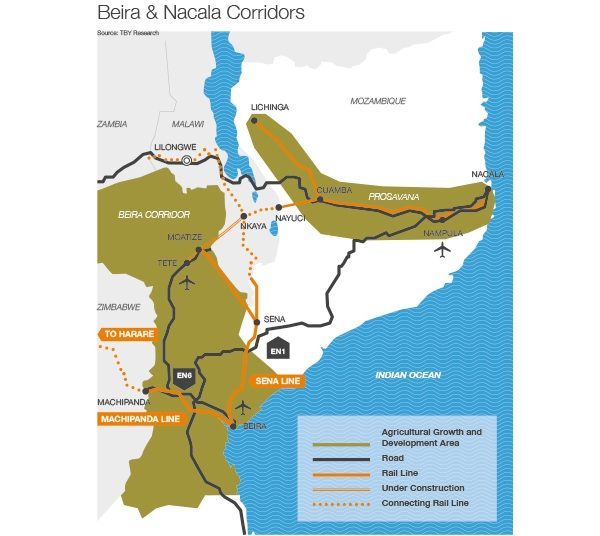 Beira & Nacala Corridors
Source: TBY Research
LICHINGA
MOZAMBIQUE
ZAMBIA
MALAWI
LILONGWE
NACALA
CUAMBA
PROSAVANA
BEIRA CORRIDOR
NKAYA
NAYUCI
NAMPULA
MOATIZE
TETE
ZIMBABWE
SENA
TO HARARE
EN1
INDIAN OCEAN
EN6
SENA LINE
MACHIPANDA
MACHIPANDA LINE
BEIRA
Agricultural Growth and
Development Area
Road
Rail Line
Under Construction
Connecting Rail Line